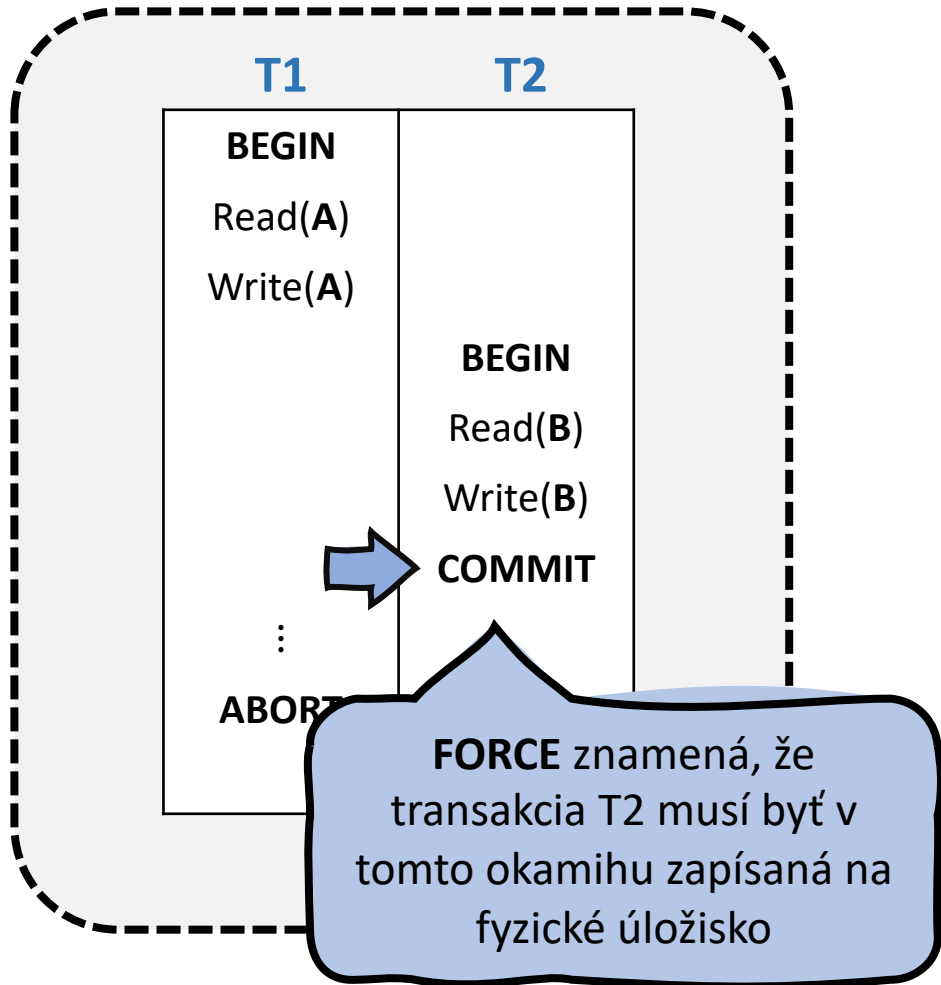 T1 T2
BEGIN
Read(A)
Write(A)
BEGIN
Read(B)
Write(B)
COMMIT
⋮
ABORT
FORCE znamená, že
transakcia T2 musí byť v
tomto okamihu zapísaná na
fyzické úložisko